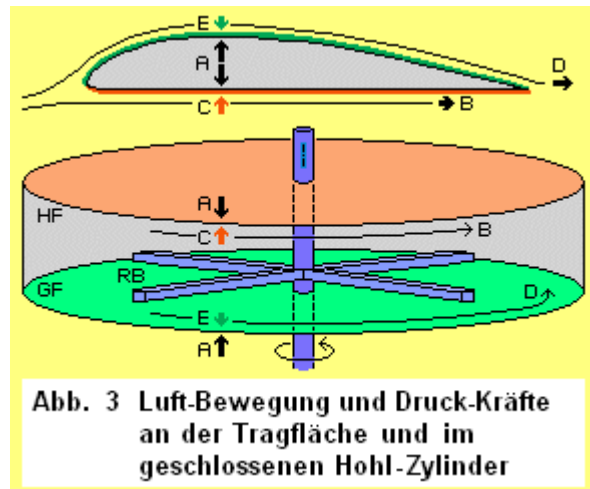 E
A
D
C
B
HF
A
C
B
RB
GF
D
E
A
Abb. 3 Luft-Bewegung und Druck-Kräfte
an der Tragfläche und im
geschlossenen Hohl-Zylinder